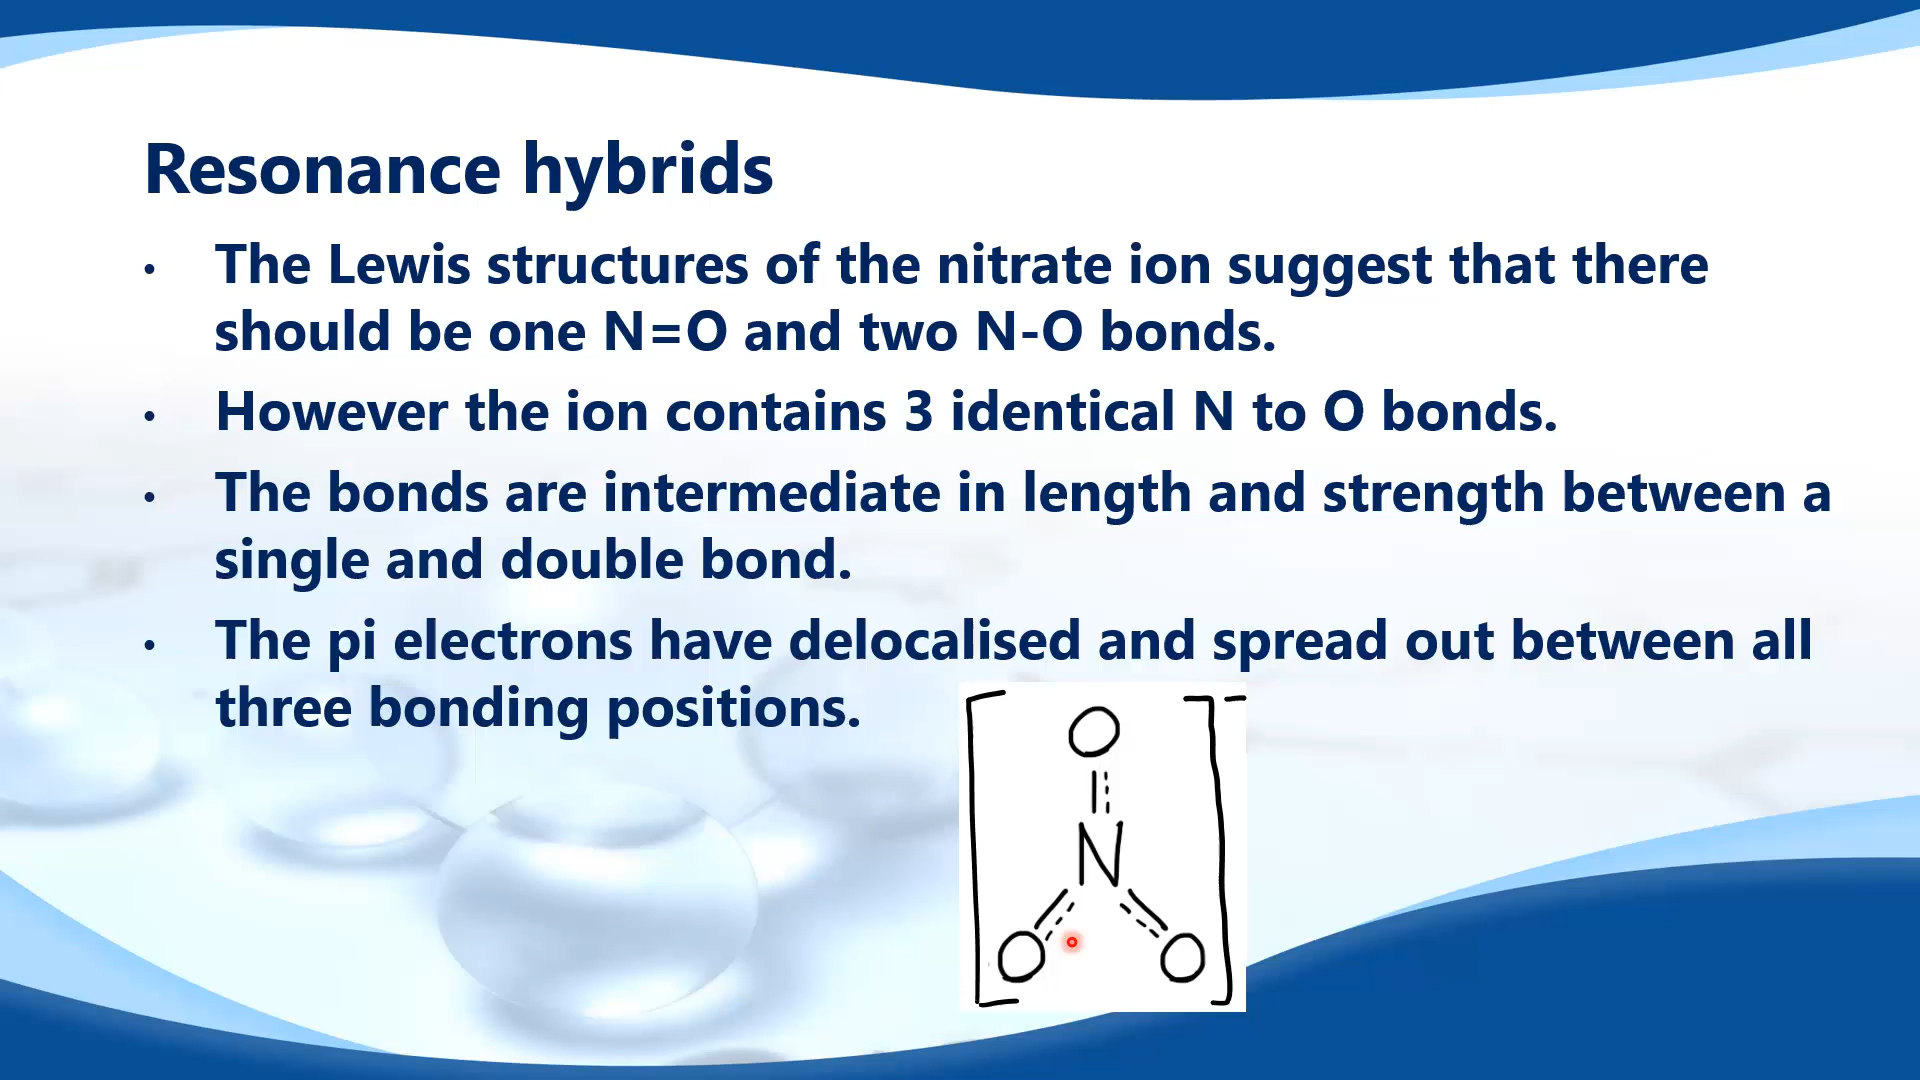 Resonance hybrids
• The Lewis structures of the nitrate ion suggest that there
should be one N=O and two N-O bonds.
• However the ion contains 3 identical N to O bonds.
• The bonds are intermediate in length and strength between a
single and double bond.
• The pi electrons have delocalised and spread out between all
three bonding positions.
O
N
O O